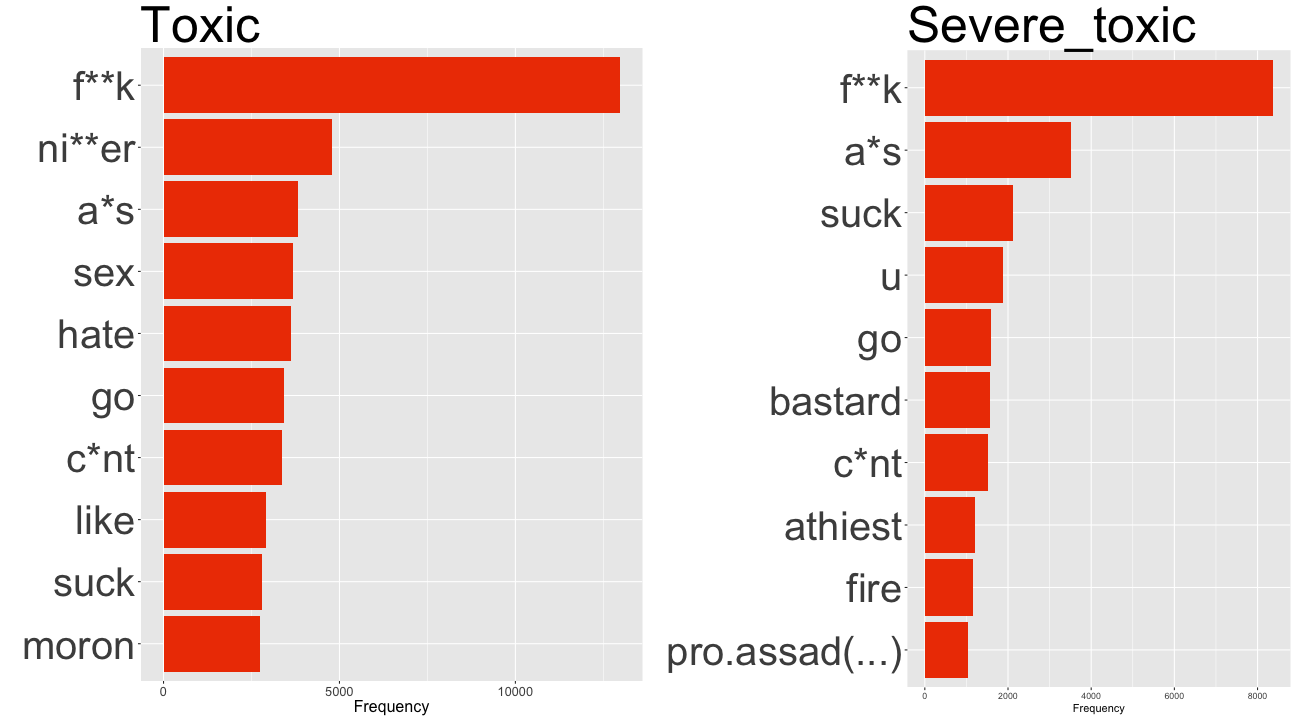 Toxic
f**k
ni**er
a*s
sex
hate
go
c*nt
like
suck
moron
0 5000 10000
Frequency
Severe_toxic
f**k
a*s
suck
u
go
bastard
c*nt
athiest
fire
pro.assad(...)
0 2000 4000 6000 8000
Frequency